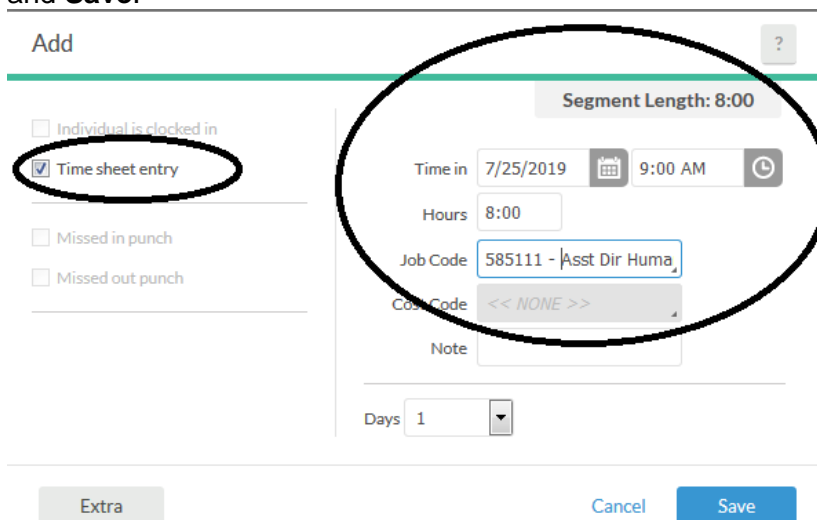 and Save.
Add
?
Segment Length: 8:00
Individual is clocked in
Time sheet entry
Time in 7/25/2019 9:00 AM
Hours 8:00
Missed in punch
Job Code 585111 - Asst Dir Huma
Missed out punch
Cost Code << NONE >>
Note
Days 1
Extra
Cancel
Save